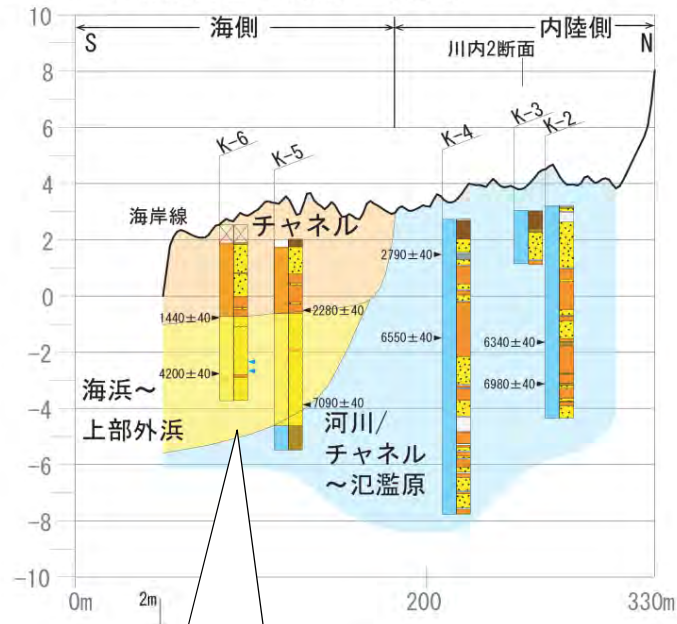 10
海側
内陸側
S
川内2断面
N
8
6
K-6
K-5
K-4
K-3
K-2
4
海岸線
チャネル
2
2790±40
0
1440±40
2280±40
6550±40
6340±40
-2
4200±40
6980±40
海浜~
7090±40
-4
上部外浜
河川/
チャネル
~氾濫原
-6
-8
-10
0m
2m
200
330m